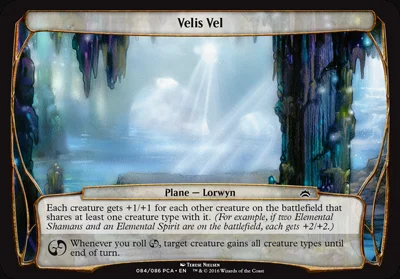 Velis Vel
Plane — Lorwyn
Each creature gets +1/+1 for each other creature on the battlefield that
shares at least one creature type with it. (For example, if two Elemental
Shamans and an Elemental Spirit are on the battlefield, each gets +2/+2.)
Whenever you roll , target creature gains all creature types until
end of turn.
Terese Nielsen
084/086 PCA • EN ™ & © 2016 Wizards of the Coast